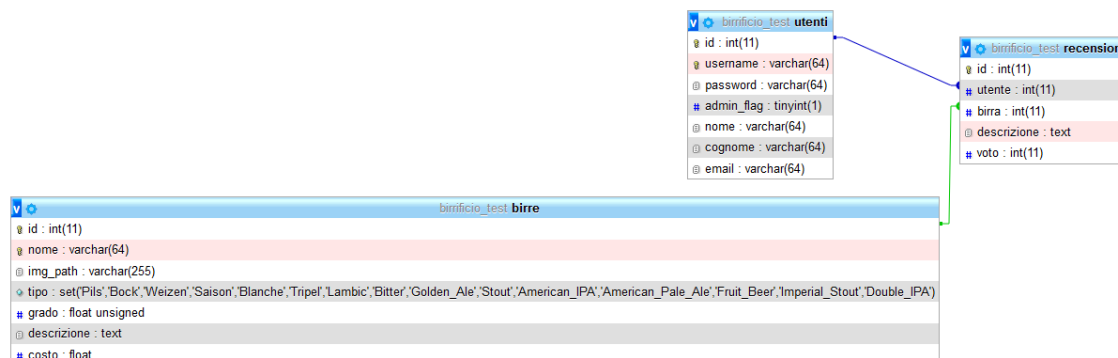 birrificio_test utenti
id : int(11)
username : varchar(64)
password : varchar(64)
admin_flag : tinyint(1)
nome : varchar(64)
cognome : varchar(64)
email : varchar(64)
birrificio_test recension
id : int(11)
utente : int(11)
birra : int(11)
descrizione : text
voto : int(11)
birrificio_test birre
id : int(11)
nome : varchar(64)
img_path : varchar(255)
tipo : set('Pils','Bock','Weizen','Saison','Blanche','Tripel','Lambic','Bitter','Golden_Ale','Stout','American_IPA','American_Pale_Ale','Fruit_Beer','Imperial_Stout','Double_IPA')
grado : float unsigned
descrizione : text
costo : float